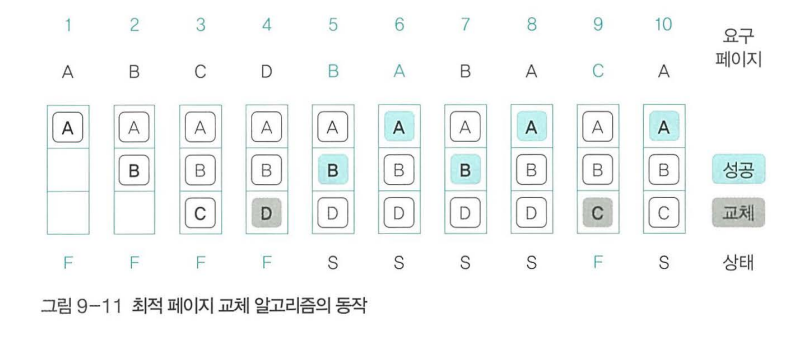 1 2 3 4 5 6 7 8 9 10
요구
페이지
A B C D B A B A C A
A A A A A A A A A A
B B B B B B B B B 성공
C D D D D D C C 교체
F F F F S S S S F S 상태
그림 9-11 최적 페이지 교체 알고리즘의 동작